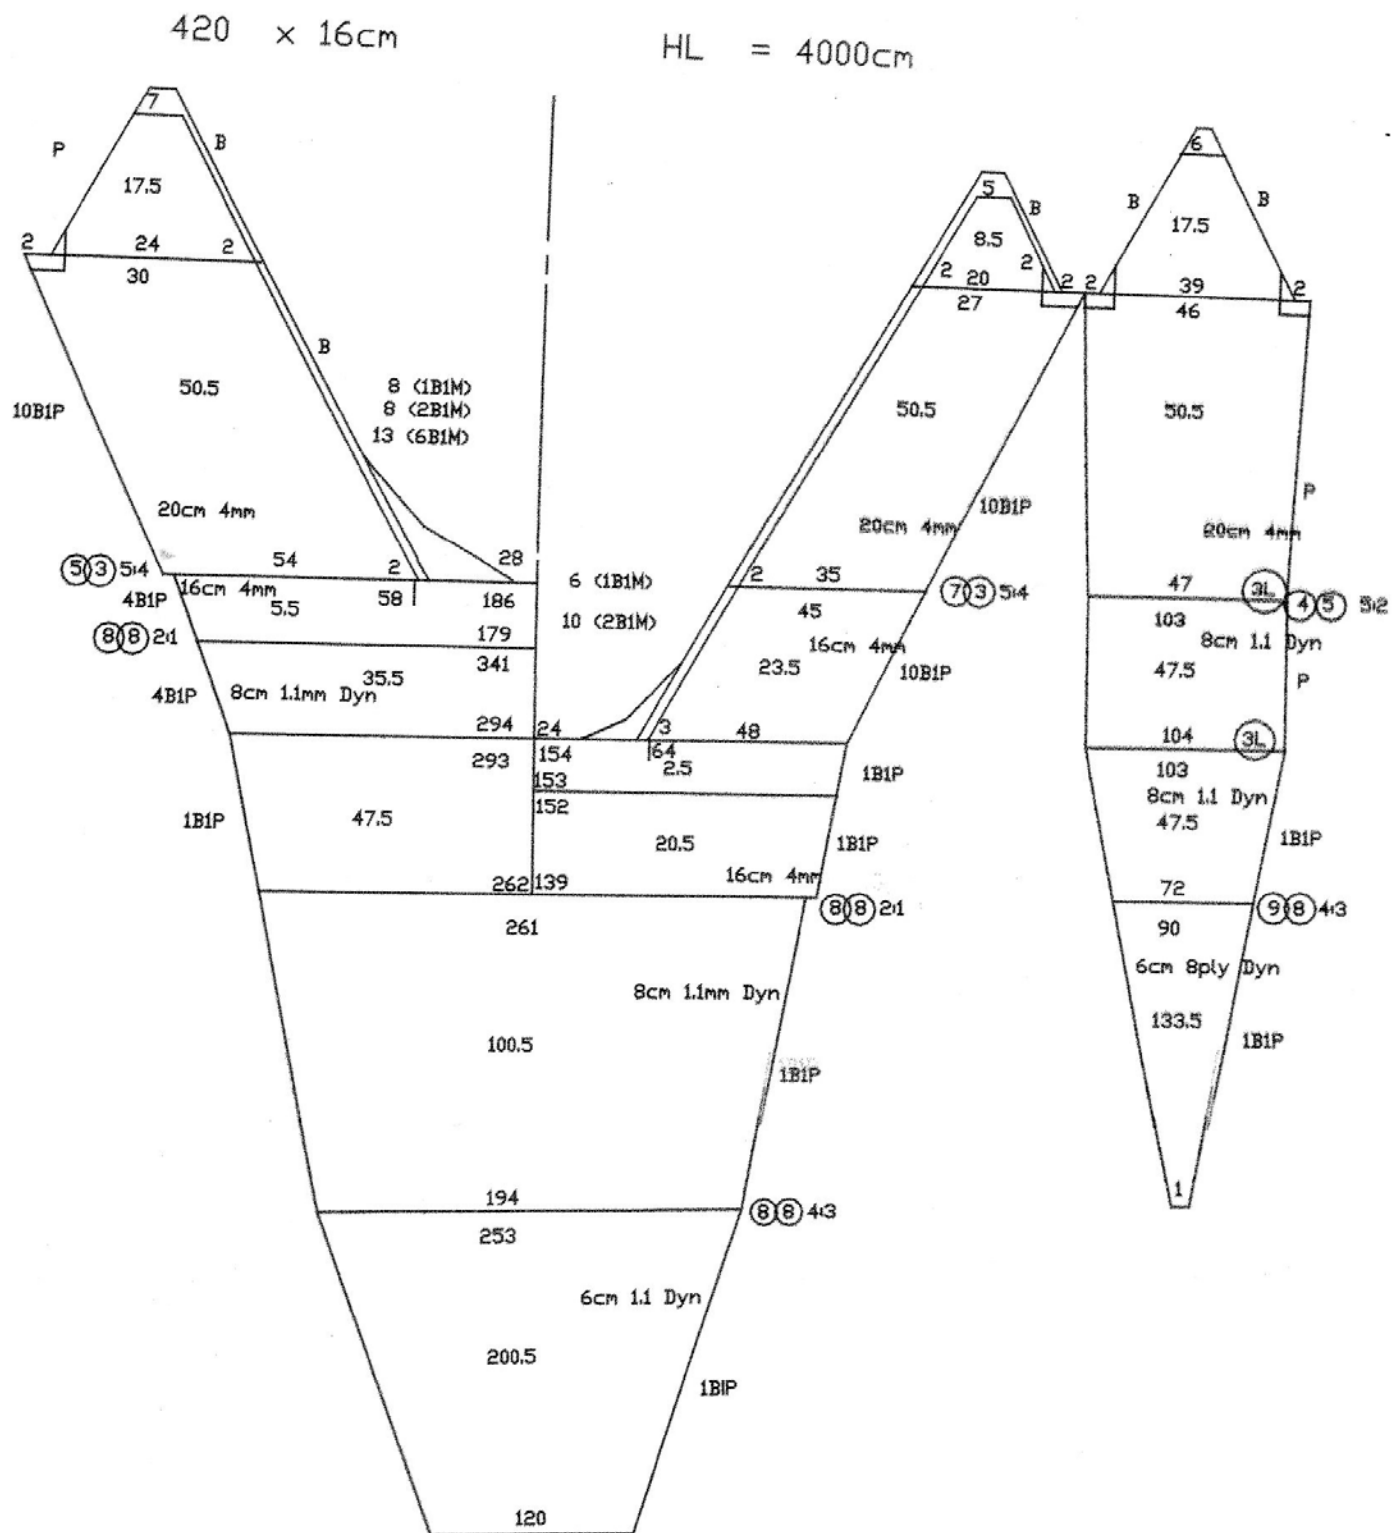 420 × 16cm
HL = 4000cm
7
P
B
17.5
2
24
2
30
B
50.5
10B1P
8 (1B1M)
8 (2B1M)
13 (6B1M)
20cm 4mm
5 3 5:4
54
2
28
16cm 4mm
4B1P
5.5
58
186
8 8 2:1
179
341
35.5
4B1P
8cm 1.1mm Dyn
294
293
1B1P
47.5
262
6 (1B1M)
10 (2B1M)
5
B
8.5
2
20
2
2
27
50.5
10B1P
20cm 4mm
2
35
7 3 5:4
45
16cm 4mm
23.5
10B1P
24
3
48
154
64
2.5
1B1P
153
152
20.5
1B1P
16cm 4mm
139
8 8 2:1
261
8cm 1.1mm Dyn
100.5
1B1P
194
8 8 4:3
253
6cm 1.1 Dyn
200.5
1B1P
120
6
B
B
17.5
2
39
2
46
50.5
P
20cm 4mm
47
3L
4 5 5:2
103
8cm 1.1 Dyn
47.5
P
104
3L
103
8cm 1.1 Dyn
47.5
1B1P
72
9 8 4:3
90
6cm 8ply Dyn
133.5
1B1P
1